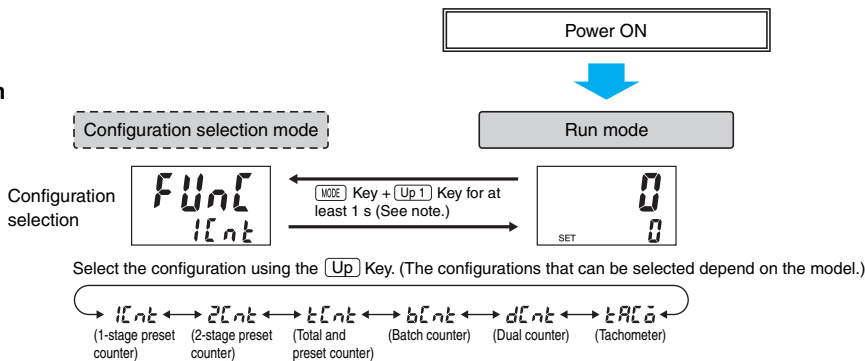 Power ON
n
Configuration selection mode
Run mode
Configuration
selection
FUnC
1Cnt
MODE Key + Up 1 Key for at
least 1 s (See note.)
0
SET 0
Select the configuration using the Up Key. (The configurations that can be selected depend on the model.)
1Cnt 2Cnt tCnt bCnt dCnt tACo
(1-stage preset
counter)
(2-stage preset
counter)
(Total and
preset counter)
(Batch counter)
(Dual counter)
(Tachometer)